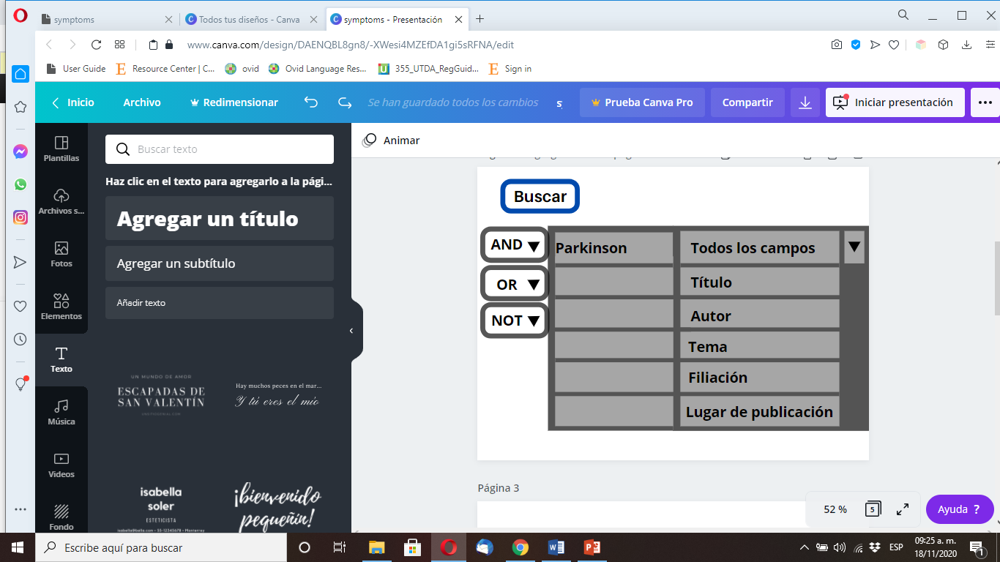 symptoms
Todos tus diseños - Canva
symptoms - Presentación
www.canva.com/design/DAENQBL8gn8/-XWesi4MZEfDA1gi5sRFNA/edit
User Guide
Resource Center | C...
ovid
Ovid Language Res...
355_UTDA_RegGuid...
Sign in
Inicio
Archivo
Redimensionar
Se han guardado todos los cambios
Prueba Canva Pro
Compartir
Iniciar presentación
Plantillas
Archivos s...
Fotos
Elementos
Texto
Música
Videos
Fondo
Buscar texto
Haz clic en el texto para agregarlo a la pági...
Agregar un título
Agregar un subtítulo
Añadir texto
UN MUNDO DE AMOR
ESCAPADAS DE
SAN VALENTÍN
Hay muchos peces en el mar...
Y tú eres el mío
isabella
soler
ESTETICISTA
¡bienvenido
pequeñín!
Animar
Buscar
AND
Parkinson
Todos los campos
OR
Título
NOT
Autor
Tema
Filiación
Lugar de publicación
Página 3
52 %
5
Ayuda ?
Escribe aquí para buscar
ESP
09:25 a. m.
18/11/2020
1